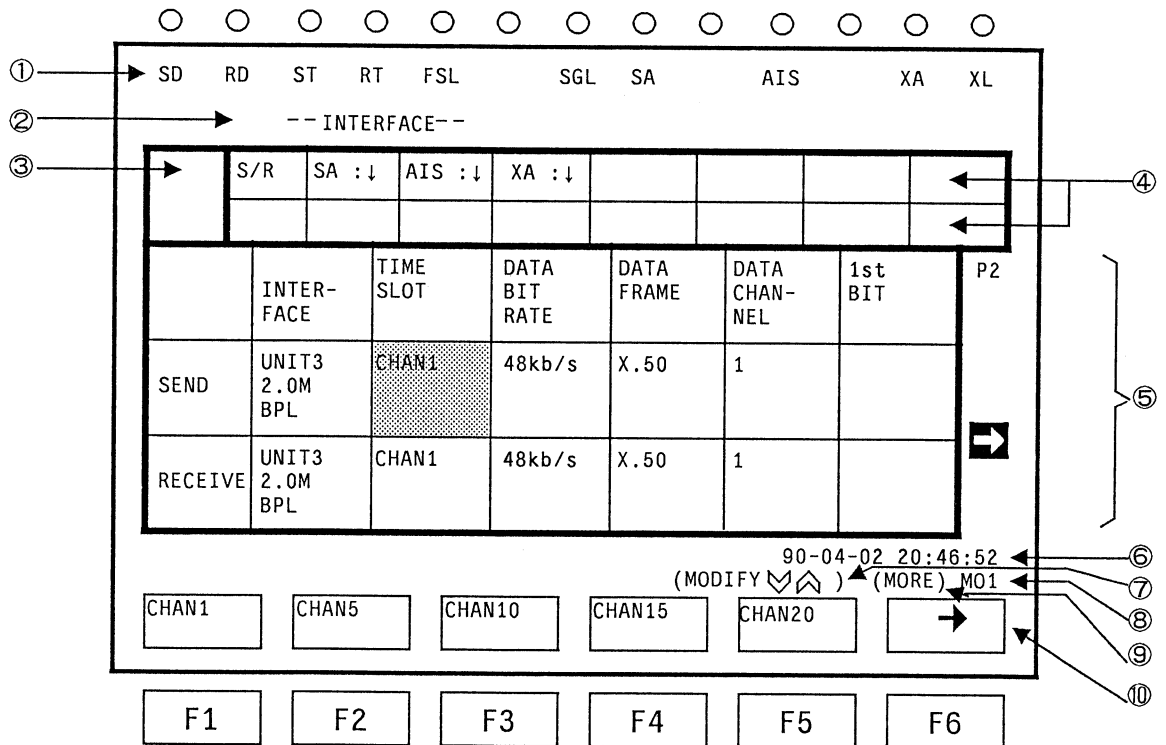 ① SD RD ST RT FSL SGL SA AIS XA XL
② --INTERFACE--
③ S/R SA :↓ AIS :↓ XA :↓ ④
INTER-
FACE
TIME
SLOT
DATA
BIT
RATE
DATA
FRAME
DATA
CHAN-
NEL
1st
BIT
P2
SEND
UNIT3
2.0M
BPL
CHAN1
48kb/s
X.50
1
⑤
RECEIVE
UNIT3
2.0M
BPL
CHAN1
48kb/s
X.50
1
90-04-02 20:46:52 ⑥
(MODIFY ) (MORE) MO1 ⑦
⑧
CHAN1 CHAN5 CHAN10 CHAN15 CHAN20 → ⑨
⑩
F1 F2 F3 F4 F5 F6